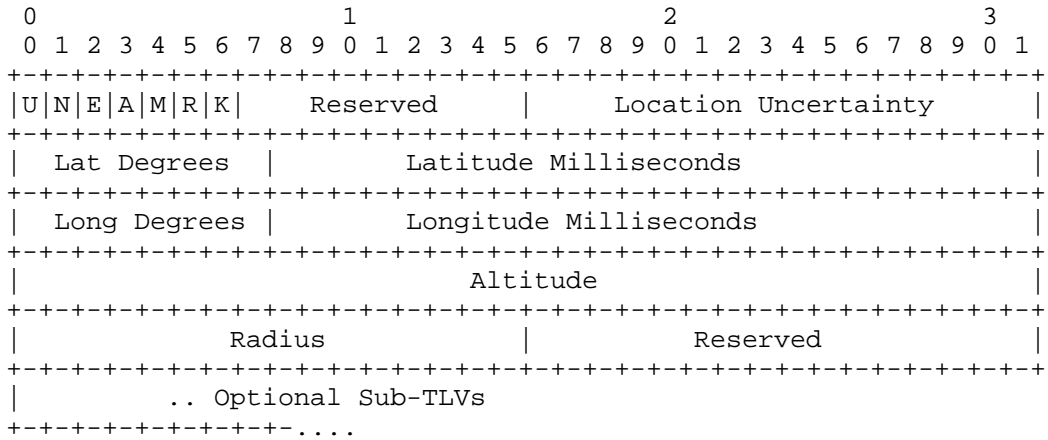 0                   1                   2                   3
 0 1 2 3 4 5 6 7 8 9 0 1 2 3 4 5 6 7 8 9 0 1 2 3 4 5 6 7 8 9 0 1
+-+-+-+-+-+-+-+-+-+-+-+-+-+-+-+-+-+-+-+-+-+-+-+-+-+-+-+-+-+-+-+-+
|U|N|E|A|M|R|K|    Reserved     |     Location Uncertainty      |
+-+-+-+-+-+-+-+-+-+-+-+-+-+-+-+-+-+-+-+-+-+-+-+-+-+-+-+-+-+-+-+-+
|  Lat Degrees  |        Latitude Milliseconds                  |
+-+-+-+-+-+-+-+-+-+-+-+-+-+-+-+-+-+-+-+-+-+-+-+-+-+-+-+-+-+-+-+-+
|  Long Degrees |        Longitude Milliseconds                 |
+-+-+-+-+-+-+-+-+-+-+-+-+-+-+-+-+-+-+-+-+-+-+-+-+-+-+-+-+-+-+-+-+
|                            Altitude                           |
+-+-+-+-+-+-+-+-+-+-+-+-+-+-+-+-+-+-+-+-+-+-+-+-+-+-+-+-+-+-+-+-+
|             Radius            |          Reserved             |
+-+-+-+-+-+-+-+-+-+-+-+-+-+-+-+-+-+-+-+-+-+-+-+-+-+-+-+-+-+-+-+-+
|         .. Optional Sub-TLVs
+-+-+-+-+-+-+-+-+-....